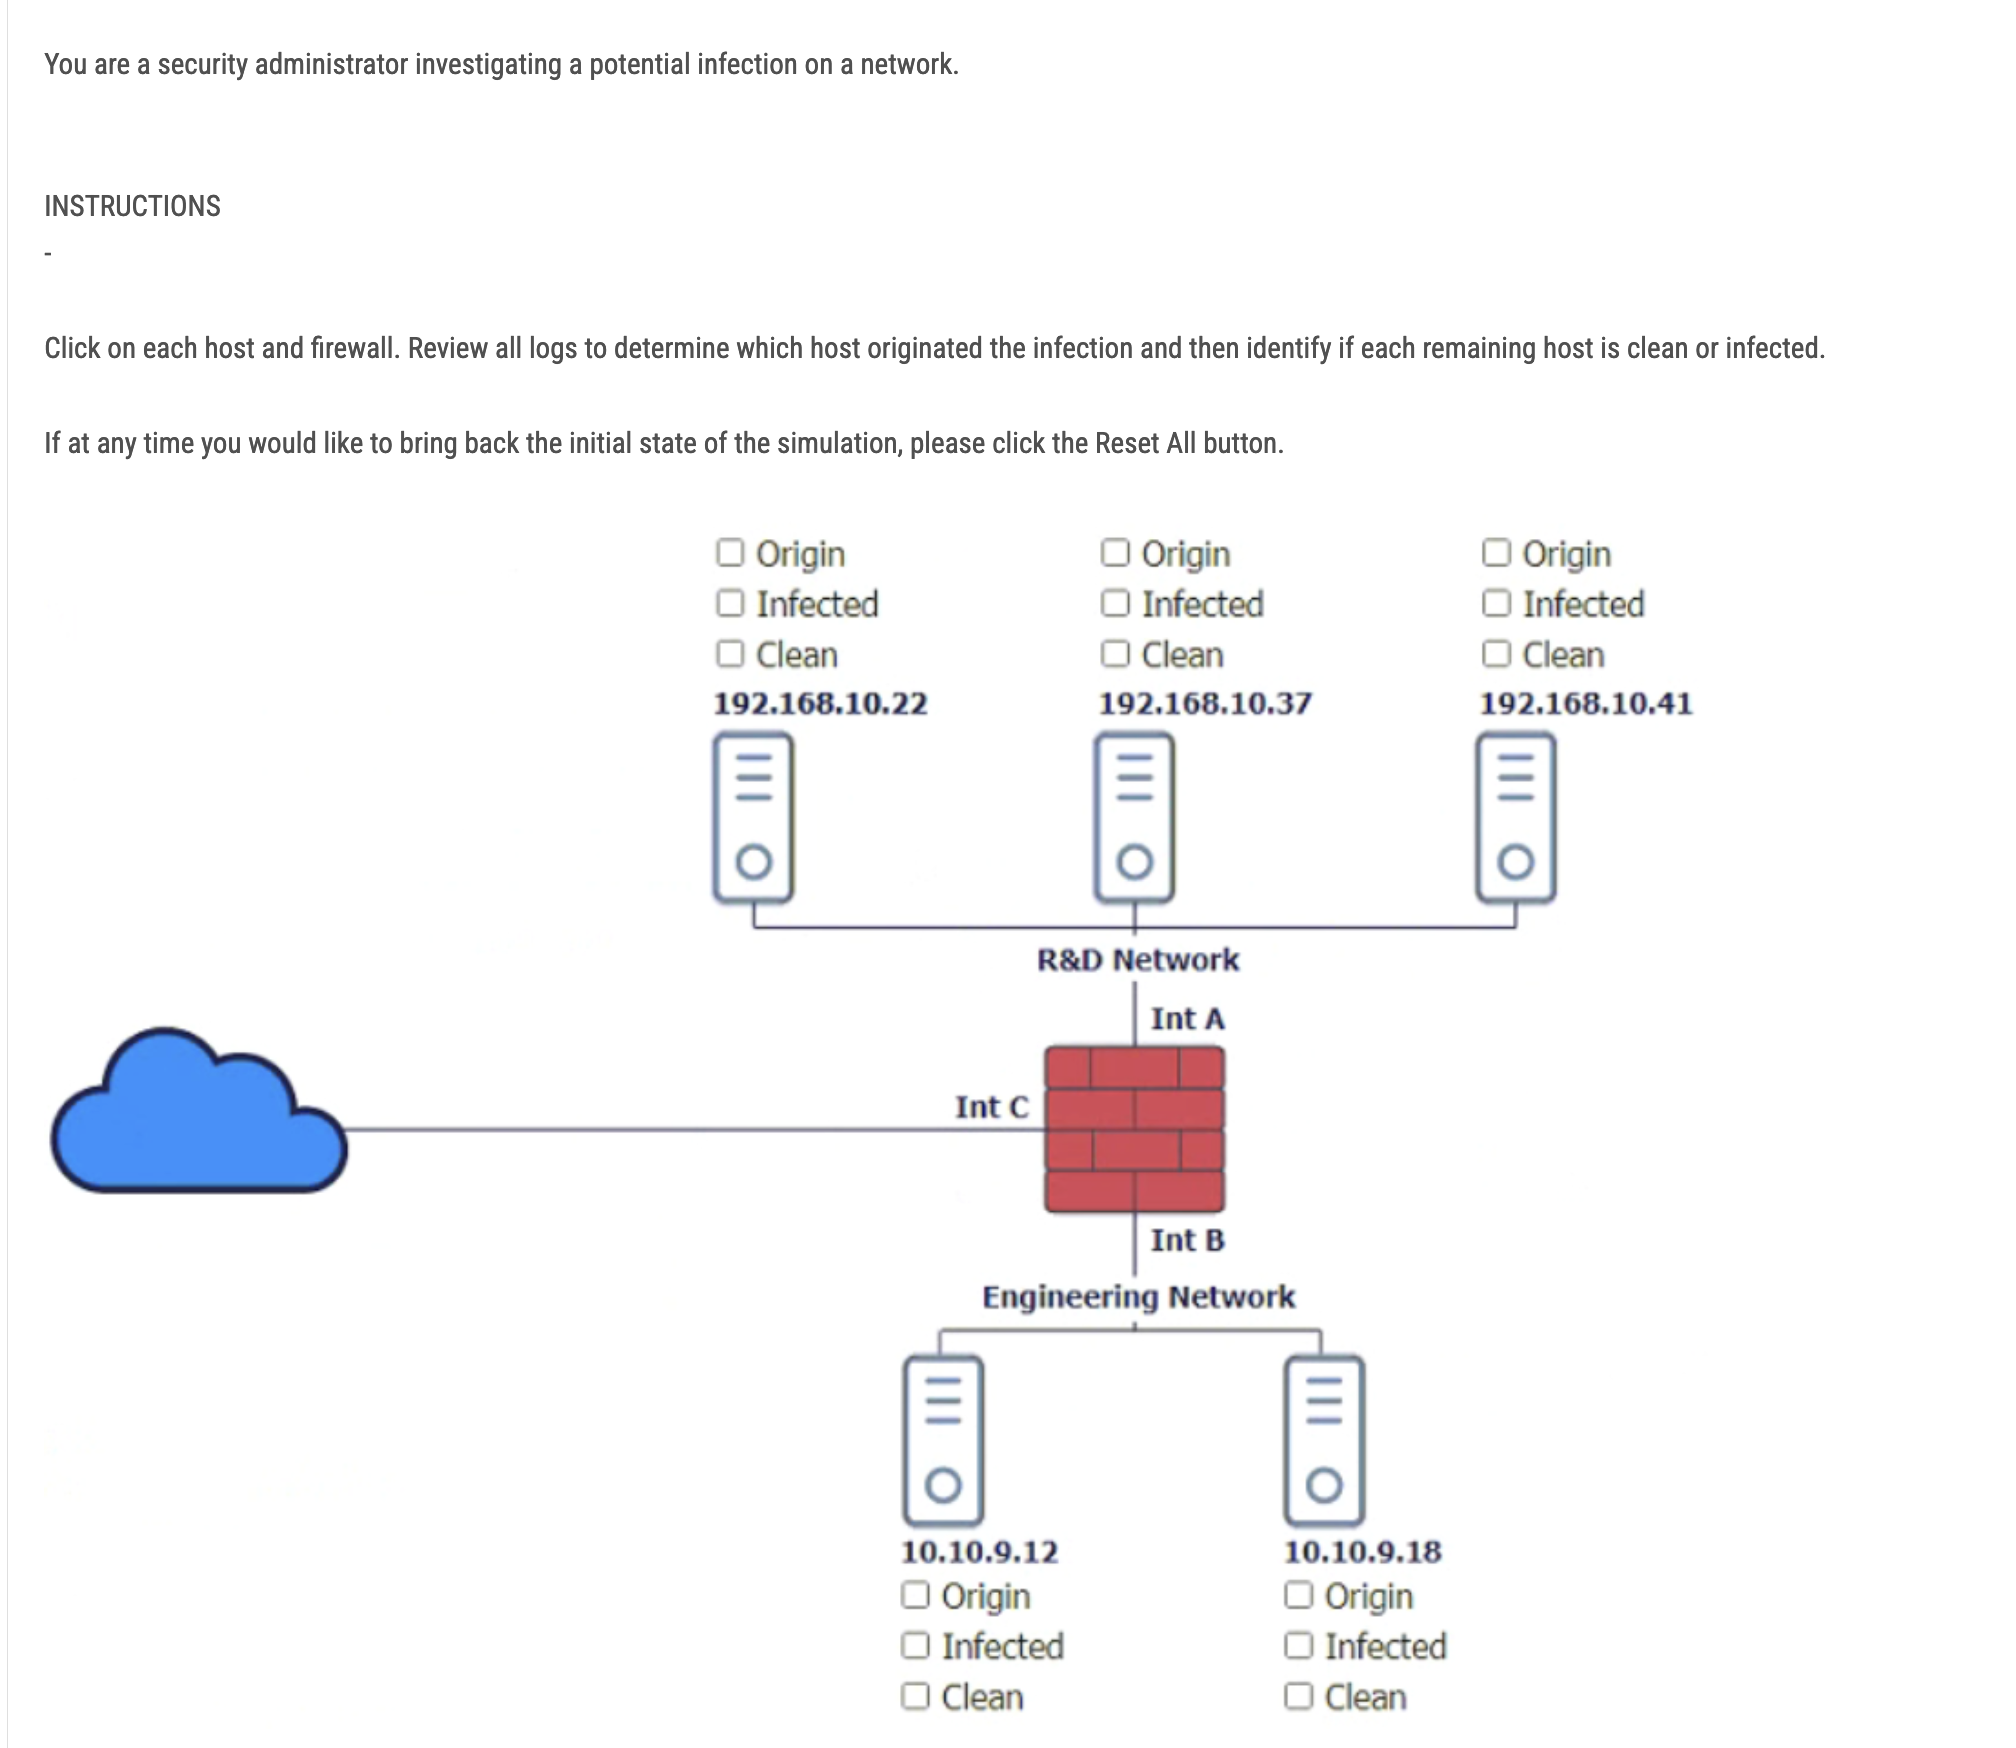 You are a security administrator investigating a potential infection on a network.
INSTRUCTIONS
-
Click on each host and firewall. Review all logs to determine which host originated the infection and then identify if each remaining host is clean or infected.
If at any time you would like to bring back the initial state of the simulation, please click the Reset All button.
Origin Origin Origin
Infected Infected Infected
Clean Clean Clean
192.168.10.22 192.168.10.37 192.168.10.41
R&D Network
Int A
Int C
Int B
Engineering Network
10.10.9.12 10.10.9.18
Origin Origin
Infected Infected
Clean Clean